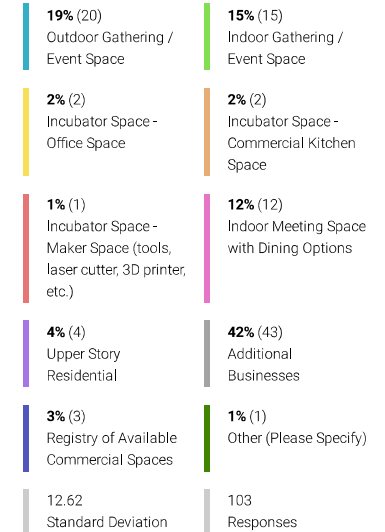 19% (20)
Outdoor Gathering /
Event Space
15% (15)
Indoor Gathering /
Event Space
2% (2)
Incubator Space -
Office Space
2% (2)
Incubator Space -
Commercial Kitchen
Space
1% (1)
Incubator Space -
Maker Space (tools,
laser cutter, 3D printer,
etc.)
12% (12)
Indoor Meeting Space
with Dining Options
4% (4)
Upper Story
Residential
42% (43)
Additional
Businesses
3% (3)
Registry of Available
Commercial Spaces
1% (1)
Other (Please Specify)
12.62
Standard Deviation
103
Responses